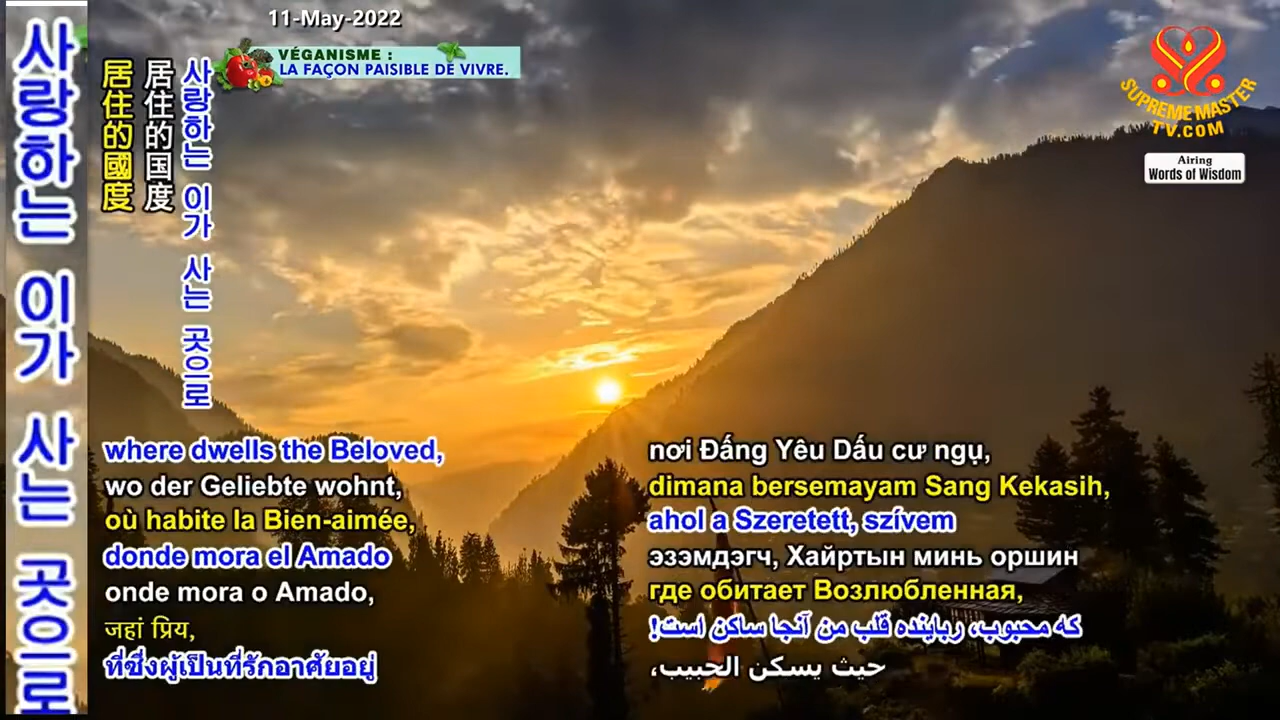 11-May-2022
VÉGANISME :
LA FAÇON PAISIBLE DE VIVRE.
SUPREME MASTER
TV.COM
Airing
Words of Wisdom
사랑하는 이가 사는 곳으로
居住的國度
居住的国度
사랑하는 이가 사는 곳으로
where dwells the Beloved,
wo der Geliebte wohnt,
où habite la Bien-aimée,
donde mora el Amado
onde mora o Amado,
जहां प्रिय,
ที่ซึ่งผู้เป็นที่รักอาศัยอยู่
nơi Đấng Yêu Dấu cư ngụ,
dimana bersemayam Sang Kekasih,
ahol a Szeretett, szívem
эзэмдэгч, Хайртын минь оршин
где обитает Возлюбленная,
که محبوب، رباینده قلب من آنجا ساکن است!
حيث يسكن الحبيب،